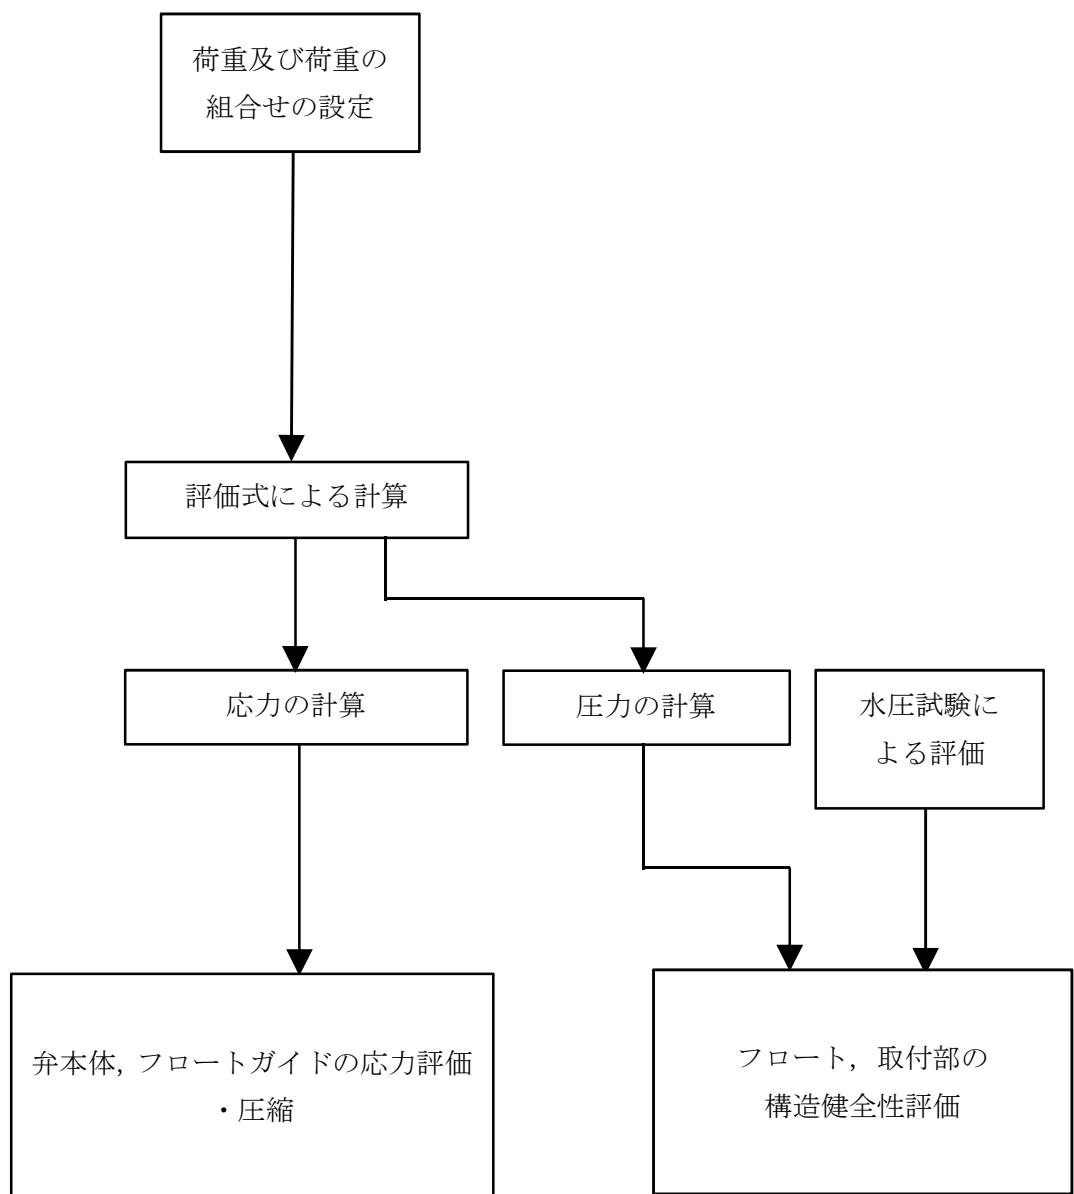 荷重及び荷重の
組合せの設定
評価式による計算
応力の計算
圧力の計算
水圧試験に
よる評価
弁本体，フロートガイドの応力評価
・圧縮
フロート，取付部の
構造健全性評価